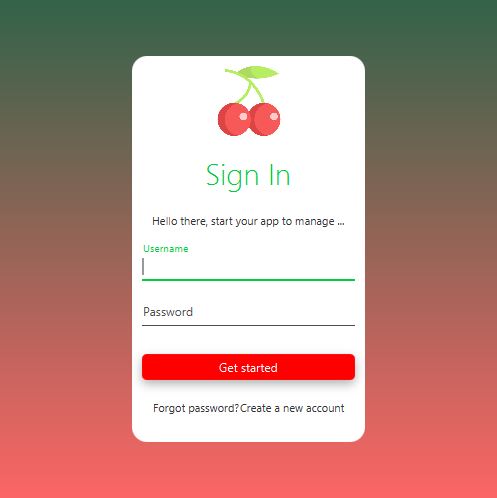 Sign In
Hello there, start your app to manage ...
Username
Password
Get started
Forgot password?Create a new account